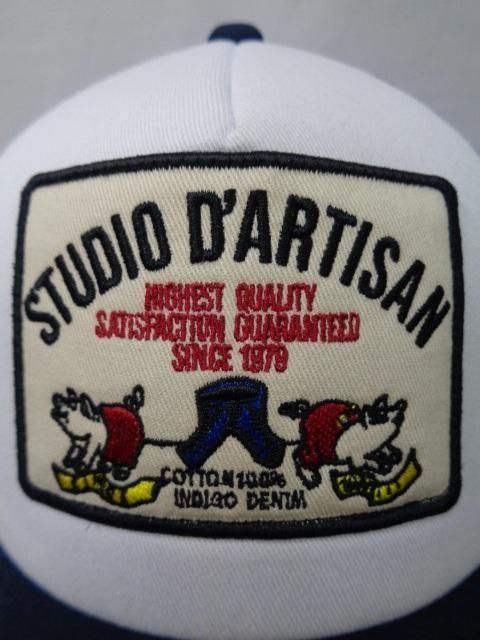 STUDIO D'ARTISAN
HIGHEST QUALITY
SATISFACTION GUARANTEED
SINCE 1979
COTTON 100%
INDIGO DENIM